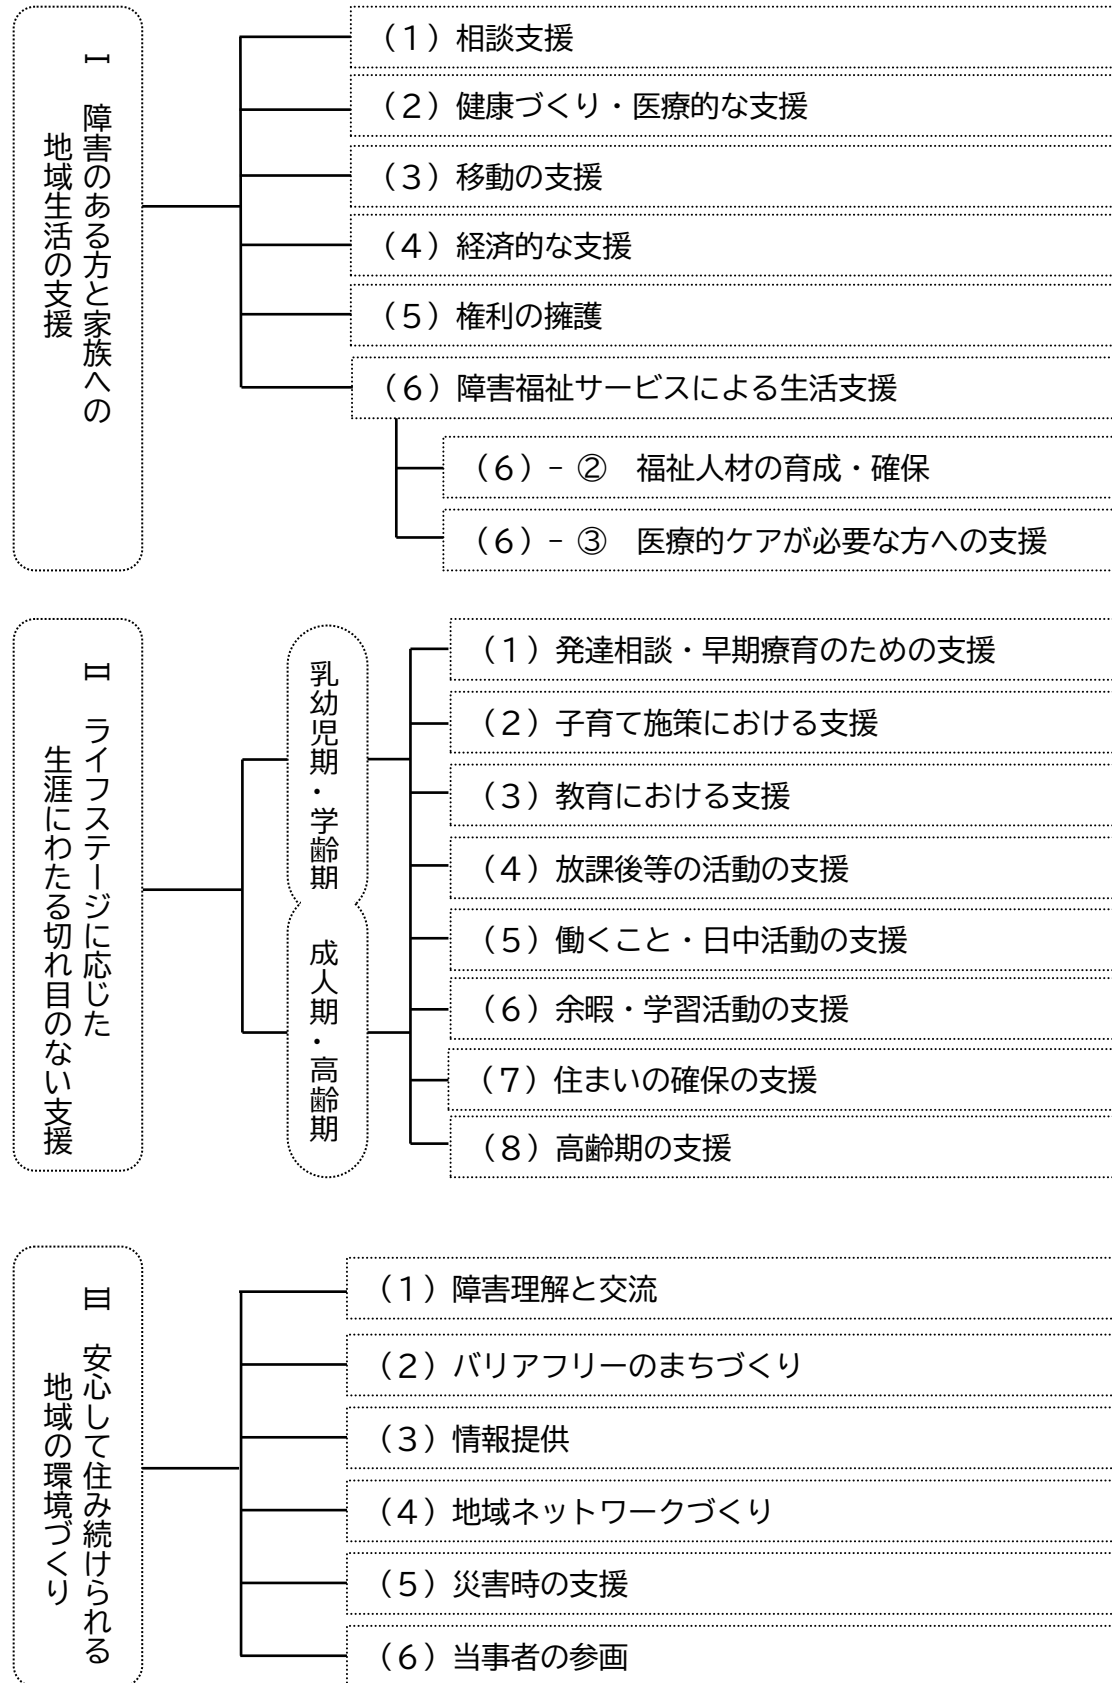 Ⅰ 障害のある方と家族への
地域生活の支援
(1)相談支援
(2)健康づくり・医療的な支援
(3)移動の支援
(4)経済的な支援
(5)権利の擁護
(6)障害福祉サービスによる生活支援
(6)-② 福祉人材の育成・確保
(6)-③ 医療的ケアが必要な方への支援
Ⅱ ライフステージに応じた
生涯にわたる切れ目のない支援
乳幼児期・学齢期
成人期・高齢期
(1)発達相談・早期療育のための支援
(2)子育て施策における支援
(3)教育における支援
(4)放課後等の活動の支援
(5)働くこと・日中活動の支援
(6)余暇・学習活動の支援
(7)住まいの確保の支援
(8)高齢期の支援
Ⅲ 安心して住み続けられる
地域の環境づくり
(1)障害理解と交流
(2)バリアフリーのまちづくり
(3)情報提供
(4)地域ネットワークづくり
(5)災害時の支援
(6)当事者の参画